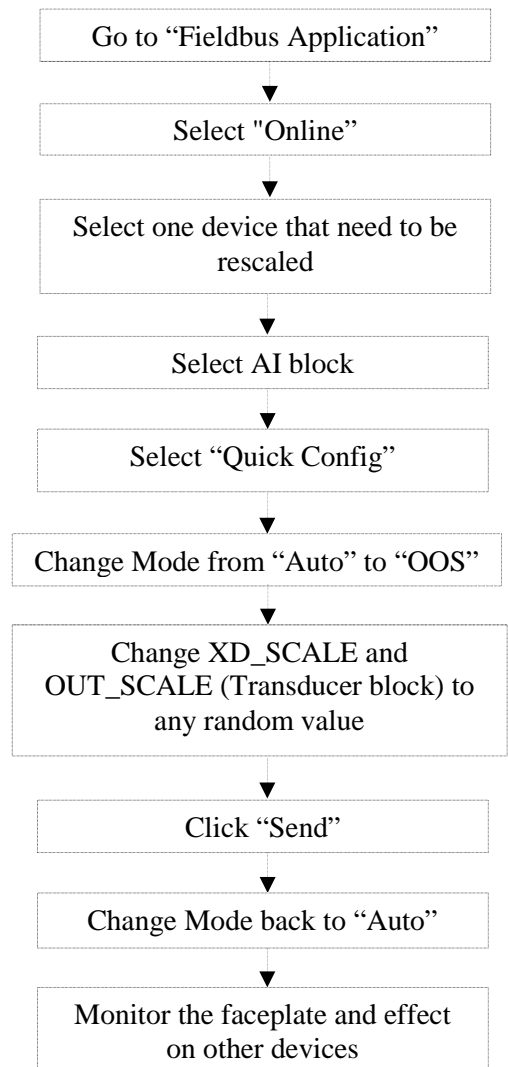 Go to “Fieldbus Application”
Select "Online”
Select one device that need to be
rescaled
Select AI block
Select “Quick Config”
Change Mode from “Auto” to “OOS”
Change XD_SCALE and
OUT_SCALE (Transducer block) to
any random value
Click “Send”
Change Mode back to “Auto”
Monitor the faceplate and effect
on other devices